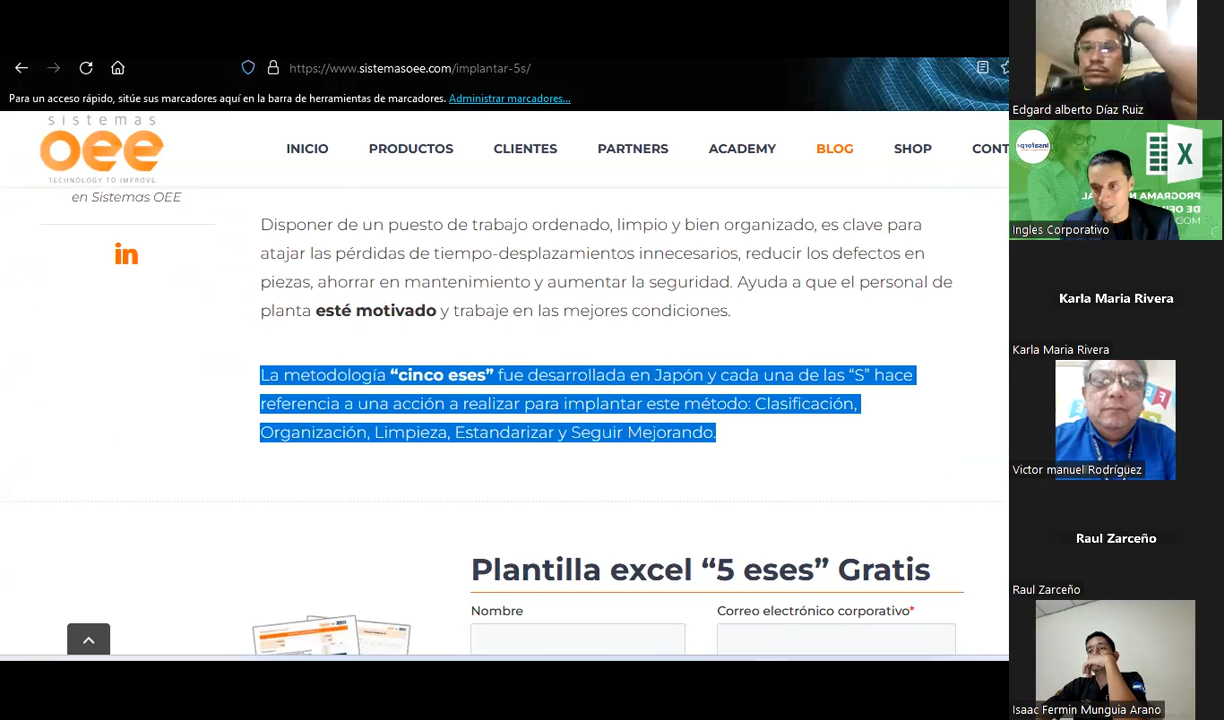 https://www.sistemasoee.com/implantar-5s/
Para un acceso rápido, sitúe sus marcadores aquí en la barra de herramientas de marcadores. Administrar marcadores...
sistemas
oee
TECHNOLOGY TO IMPROVE
INICIO PRODUCTOS CLIENTES PARTNERS ACADEMY BLOG SHOP CONT
en Sistemas OEE
in
Disponer de un puesto de trabajo ordenado, limpio y bien organizado, es clave para
atajar las pérdidas de tiempo-desplazamientos innecesarios, reducir los defectos en
piezas, ahorrar en mantenimiento y aumentar la seguridad. Ayuda a que el personal de
planta esté motivado y trabaje en las mejores condiciones.
La metodología “cinco eses” fue desarrollada en Japón y cada una de las “S” hace
referencia a una acción a realizar para implantar este método: Clasificación,
Organización, Limpieza, Estandarizar y Seguir Mejorando.
Plantilla excel “5 eses” Gratis
Nombre Correo electrónico corporativo*
Edgard alberto Díaz Ruiz
X
PROGRAMA N
AL
DE OF
MOD
Ingles Corporativo
Karla Maria Rivera
Karla Maria Rivera
Victor manuel Rodríguez
Raul Zarceño
Raul Zarceño
Isaac Fermin Munguia Arano